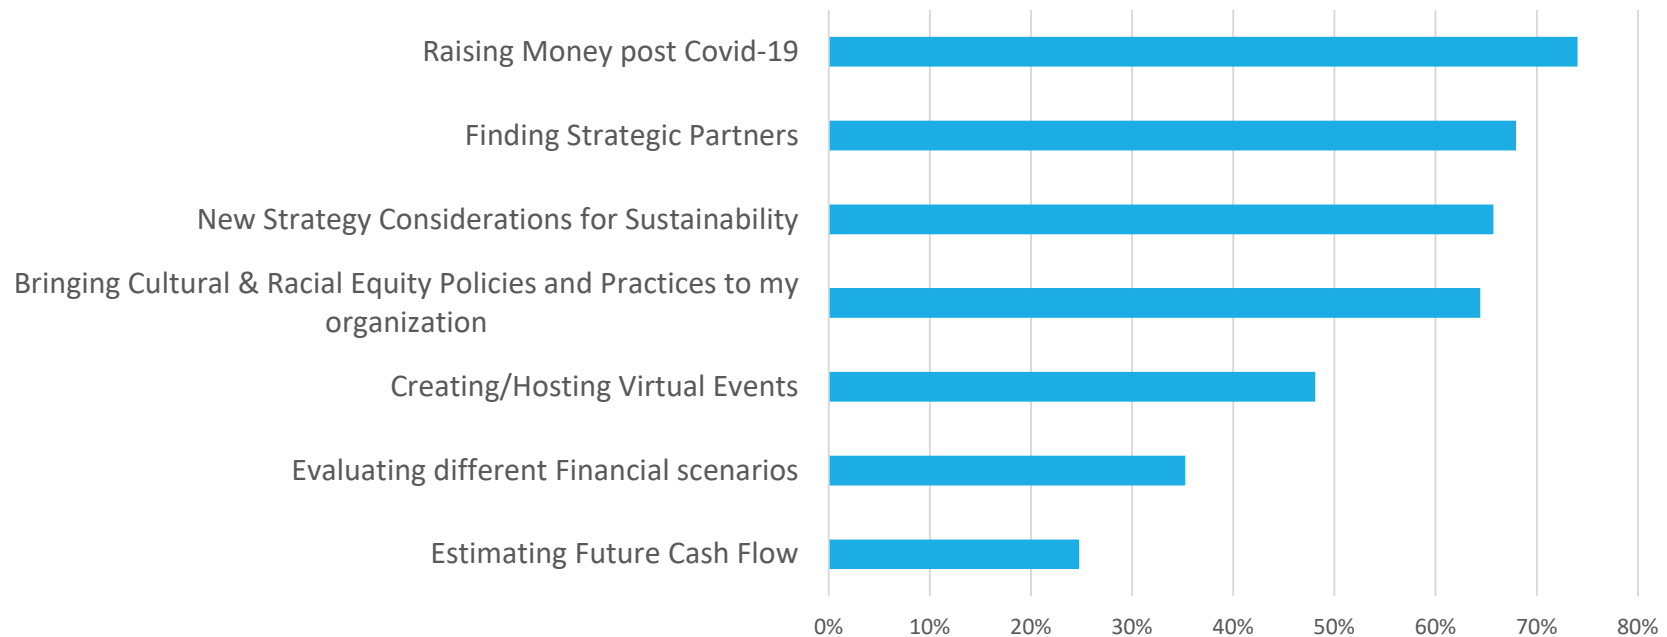 Raising Money post Covid-19
Finding Strategic Partners
New Strategy Considerations for Sustainability
Bringing Cultural & Racial Equity Policies and Practices to my
organization
Creating/Hosting Virtual Events
Evaluating different Financial scenarios
Estimating Future Cash Flow
0% 10% 20% 30% 40% 50% 60% 70% 80%